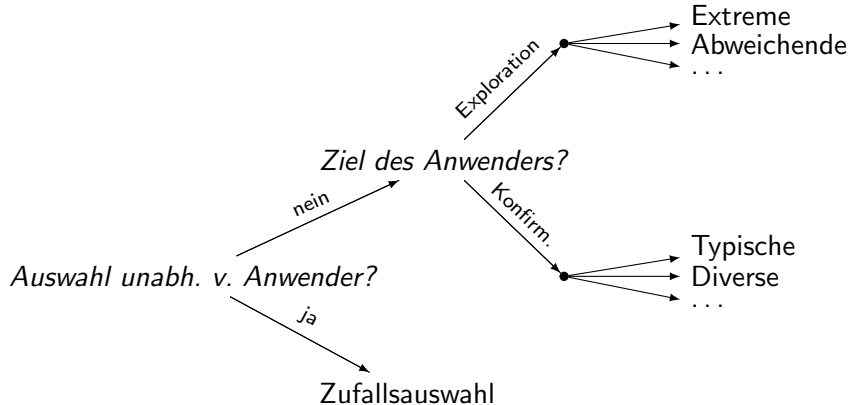 Extreme
Abweichende
. . .
Exploration
Ziel des Anwenders?
nein
Konfirm.
Typische
Diverse
. . .
Auswahl unabh. v. Anwender?
ja
Zufallsauswahl